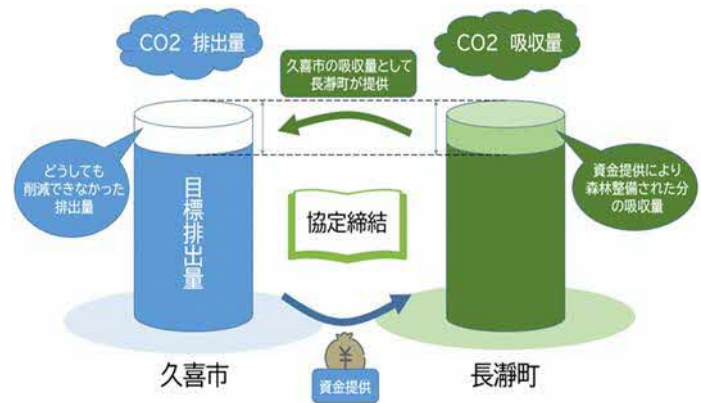 CO2 排出量
CO2 吸収量
久喜市の吸収量として
長瀞町が提供
どうしても
削減できなかった
排出量
目標排出量
資金提供により
森林整備された分
の吸収量
協定締結
¥
資金提供
久喜市
長瀞町